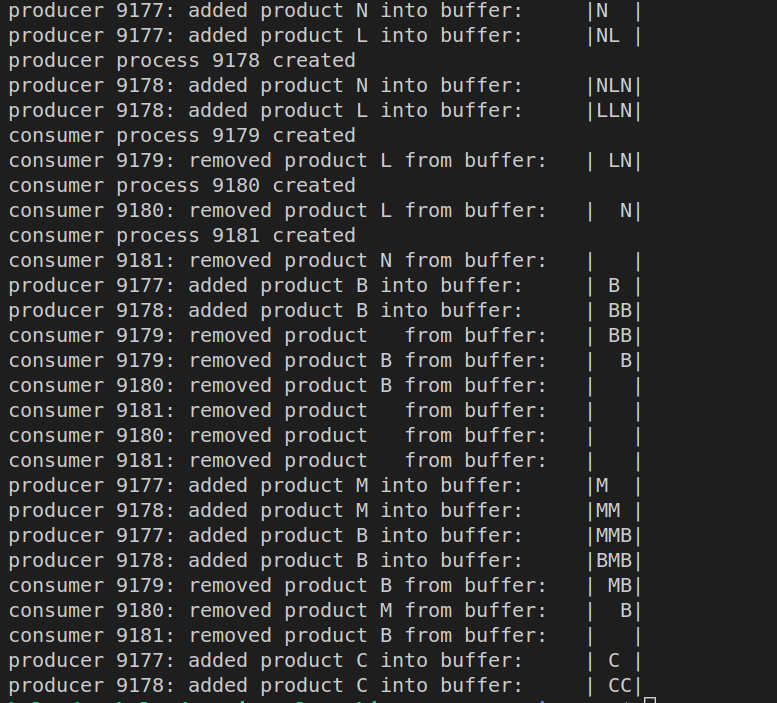 producer 9177: added product N into buffer:     |N  |
producer 9177: added product L into buffer:     |NL |
producer process 9178 created
producer 9178: added product N into buffer:     |NLN|
producer 9178: added product L into buffer:     |LLN|
consumer process 9179 created
consumer 9179: removed product L from buffer:   | LN|
consumer process 9180 created
consumer 9180: removed product L from buffer:   |  N|
consumer process 9181 created
consumer 9181: removed product N from buffer:   |   |
producer 9177: added product B into buffer:     | B |
producer 9178: added product B into buffer:     | BB|
consumer 9179: removed product   from buffer:   | BB|
consumer 9179: removed product B from buffer:   |  B|
consumer 9180: removed product B from buffer:   |   |
consumer 9181: removed product   from buffer:   |   |
consumer 9180: removed product   from buffer:   |   |
consumer 9181: removed product   from buffer:   |   |
producer 9177: added product M into buffer:     |M  |
producer 9178: added product M into buffer:     |MM |
producer 9177: added product B into buffer:     |MMB|
producer 9178: added product B into buffer:     |BMB|
consumer 9179: removed product B from buffer:   | MB|
consumer 9180: removed product M from buffer:   |  B|
consumer 9181: removed product B from buffer:   |   |
producer 9177: added product C into buffer:     | C |
producer 9178: added product C into buffer:     | CC|